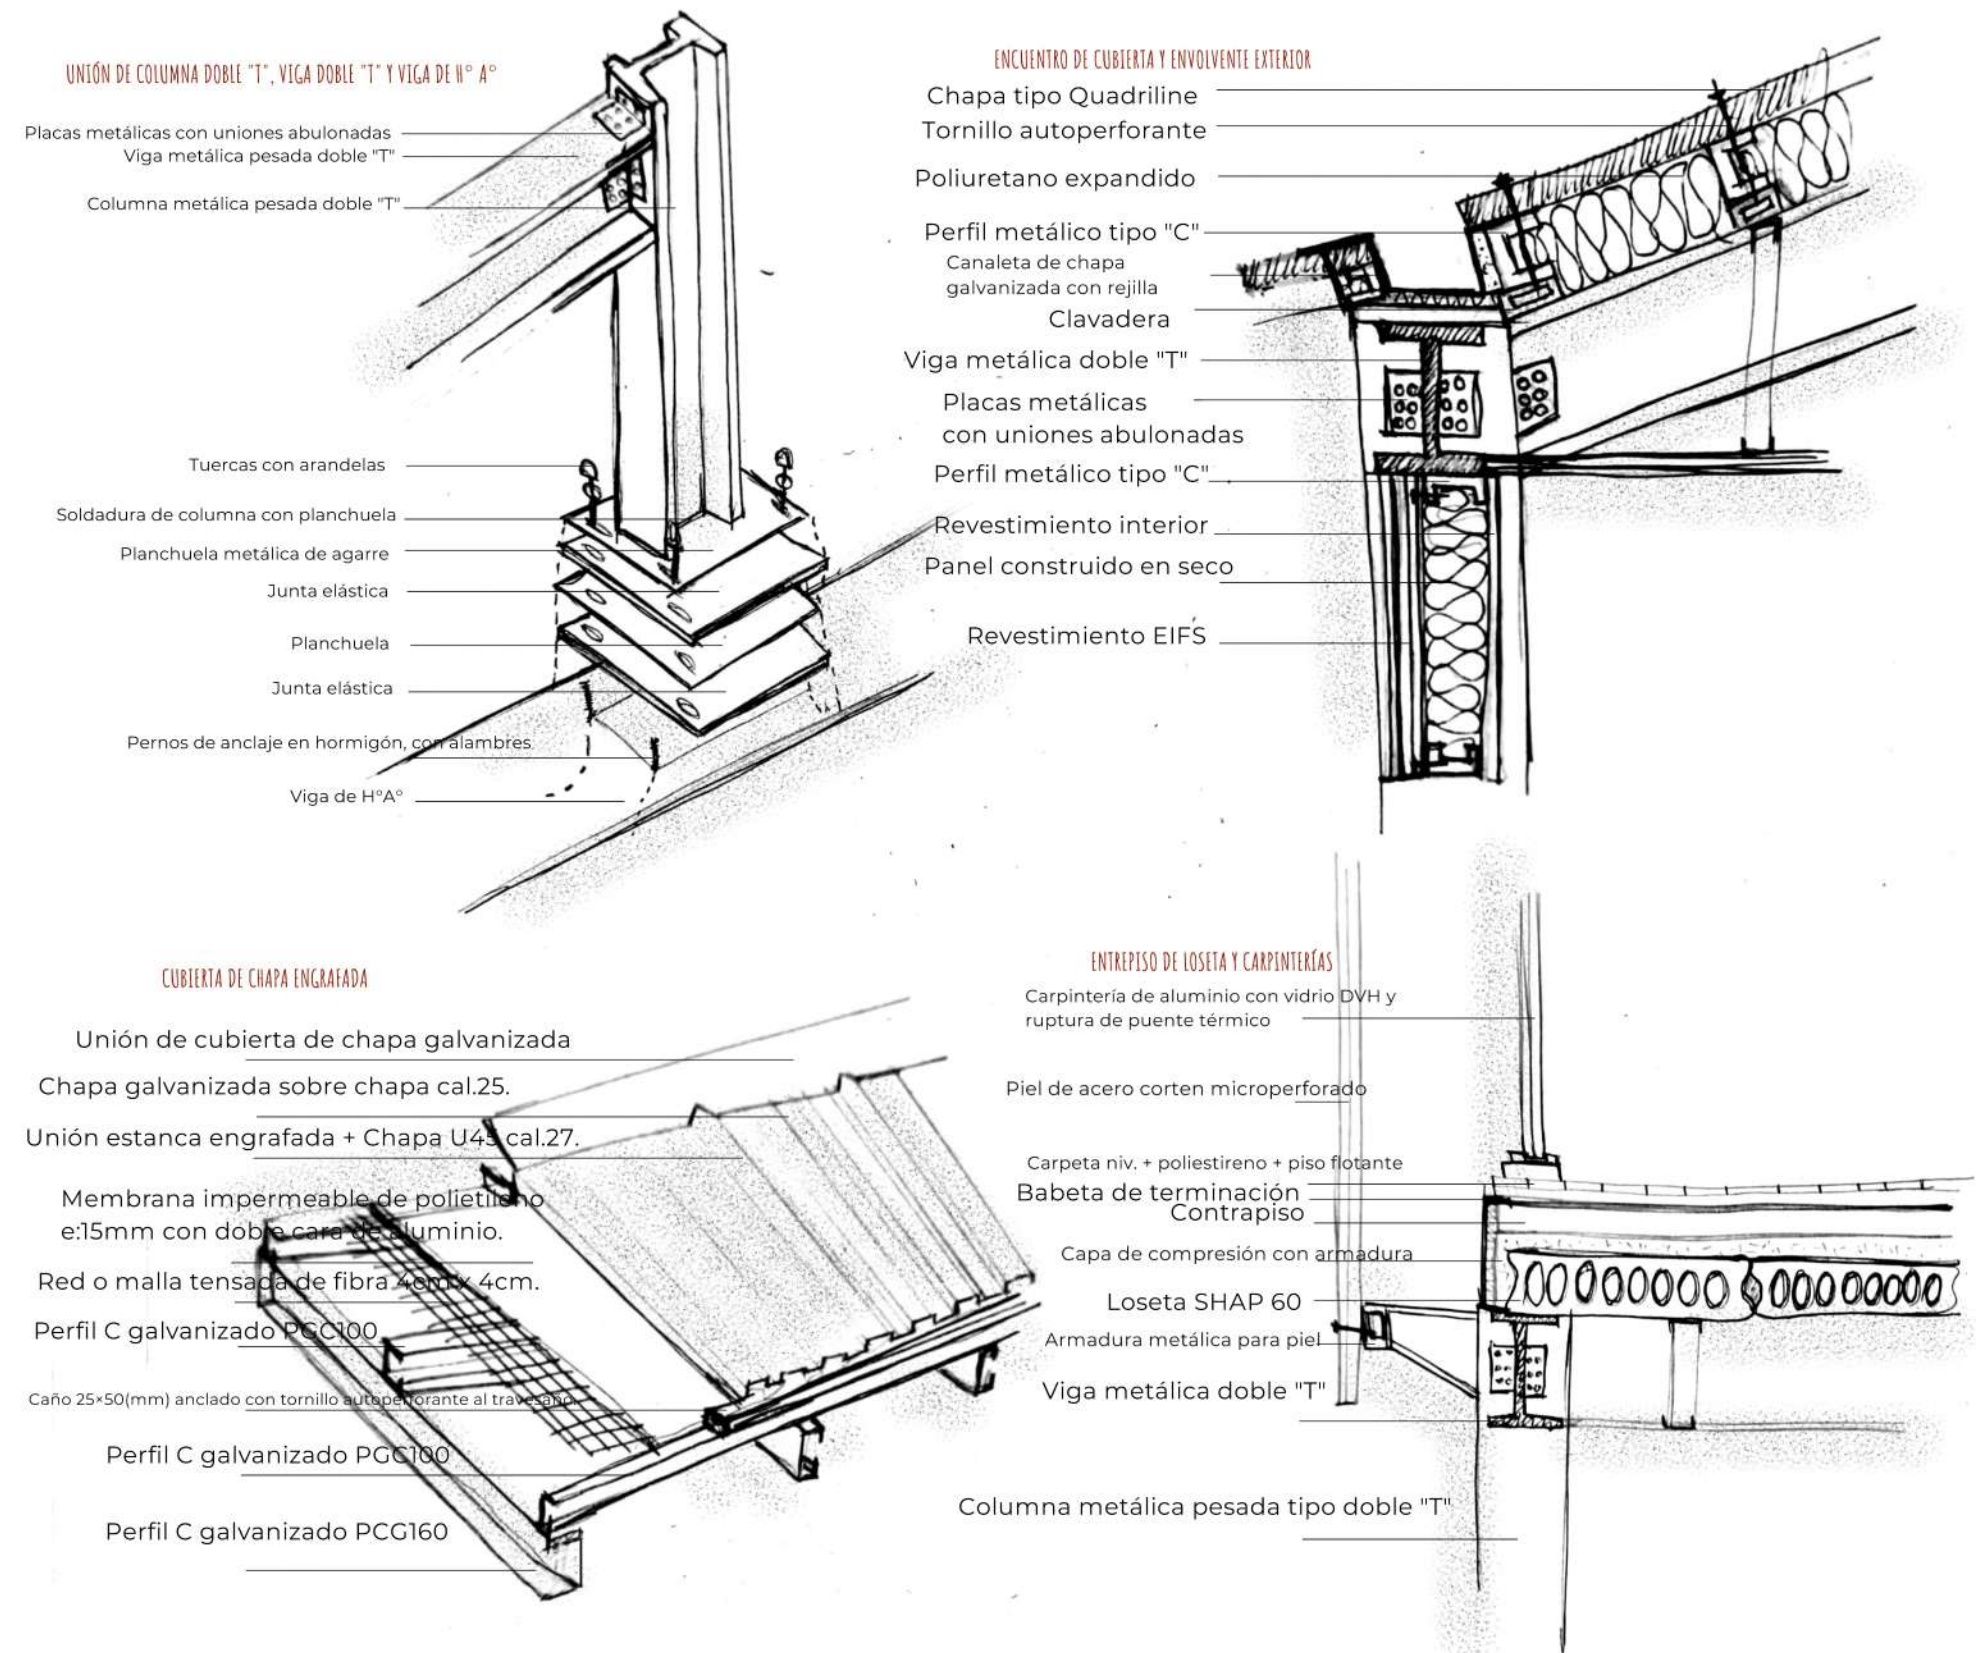 UNIÓN DE COLUMNA DOBLE "T", VIGA DOBLE "T" Y VIGA DE H° A°
Placas metálicas con uniones abulonadas
Viga metálica pesada doble "T"
Columna metálica pesada doble "T"
Tuercas con arandelas
Soldadura de columna con planchuela
Planchuela metálica de agarre
Junta elástica
Planchuela
Junta elástica
Pernos de anclaje en hormigón, con alambres.
Viga de H°A°
ENCUENTRO DE CUBIERTA Y ENVOLVENTE EXTERIOR
Chapa tipo Quadriline
Tornillo autoperforante
Poliuretano expandido
Perfil metálico tipo "C"
Canaleta de chapa
galvanizada con rejilla
Clavadera
Viga metálica doble "T"
Placas metálicas
con uniones abulonadas
Perfil metálico tipo "C"
Revestimiento interior
Panel construido en seco
Revestimiento EIFS
CUBIERTA DE CHAPA ENGRAFADA
Unión de cubierta de chapa galvanizada
Chapa galvanizada sobre chapa cal.25.
Unión estanca engrafada + Chapa U45 cal.27.
Membrana impermeable de polietileno
e:15mm con doble cara de aluminio.
Red o malla tensada de fibra 4cm x 4cm.
Perfil C galvanizado PGC100
Caño 25×50(mm) anclado con tornillo autoperforante al travesaño.
Perfil C galvanizado PGC100
Perfil C galvanizado PCG160
ENTREPISO DE LOSETA Y CARPINTERÍAS
Carpintería de aluminio con vidrio DVH y
ruptura de puente térmico
Piel de acero corten microperforado
Carpeta niv. + poliestireno + piso flotante
Babeta de terminación
Contrapiso
Capa de compresión con armadura
Loseta SHAP 60
Armadura metálica para piel
Viga metálica doble "T"
Columna metálica pesada tipo doble "T"